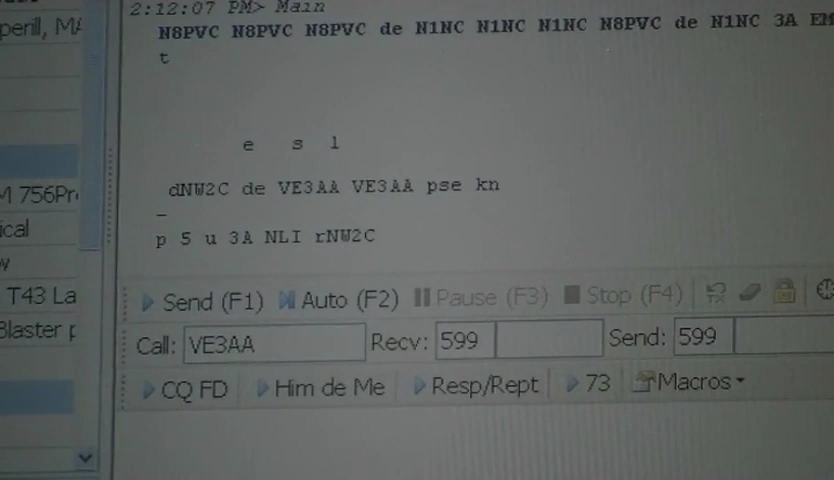 2:12:07 PM> Main
perill, MA
N8PVC N8PVC N8PVC de N1NC N1NC N1NC N8PVC de N1NC 3A EM
t
e s l
dNW2C de VE3AA VE3AA pse kn
_
p 5 u 3A NLI rNW2C
M 756Pr
ical
T43 La
Blaster p
Send (F1) Auto (F2) Pause (F3) Stop (F4)
Call: VE3AA Recv: 599 Send: 599
CQ FD Him de Me Resp/Rept 73 Macros